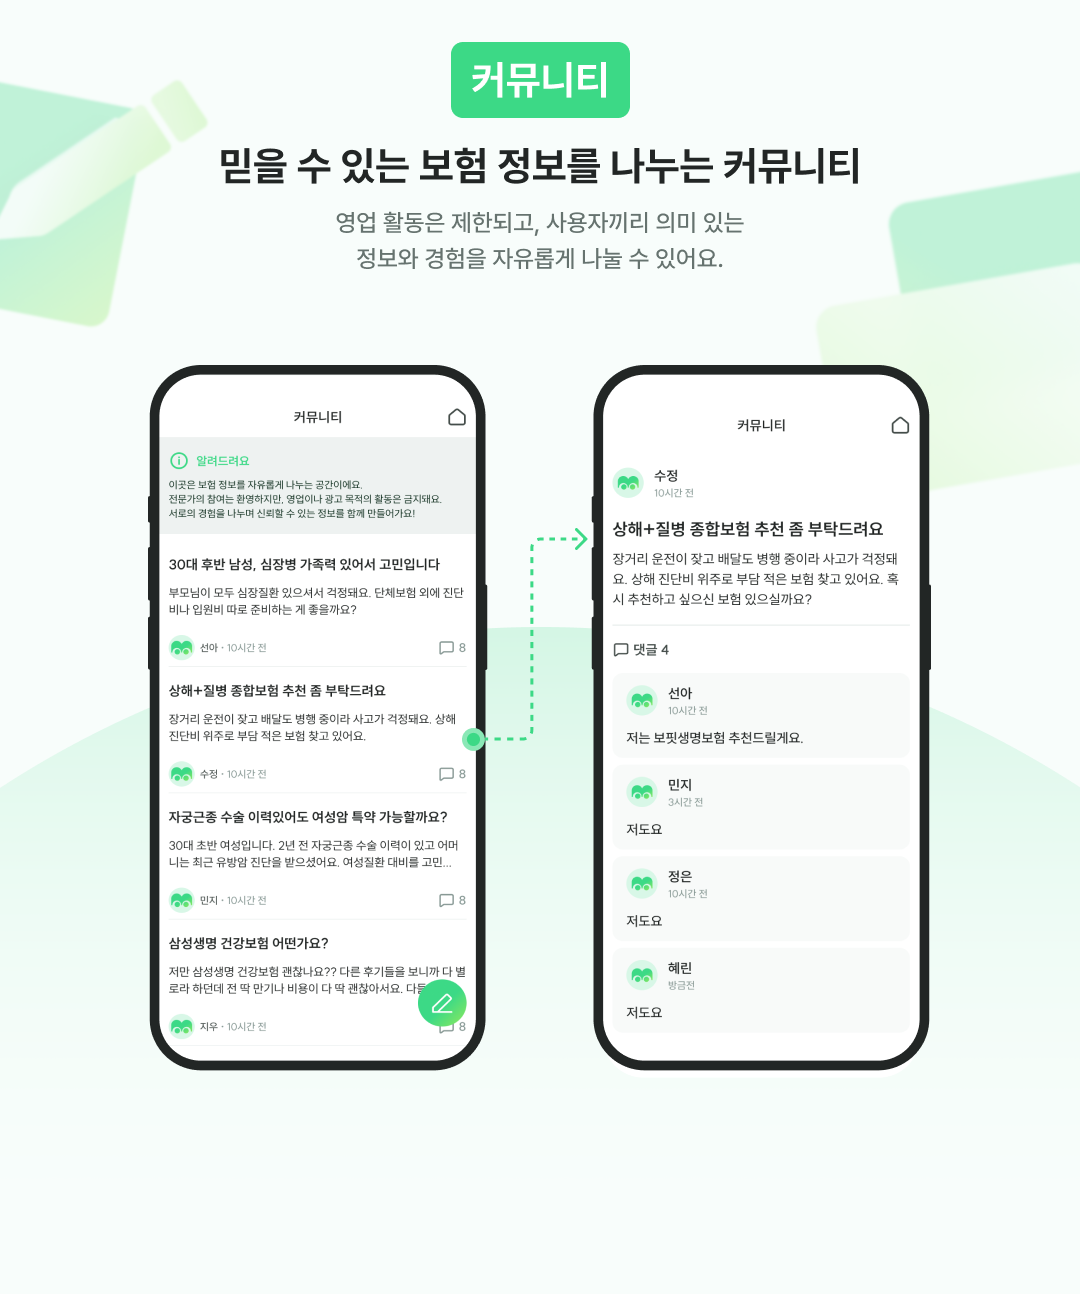 커뮤니티
믿을 수 있는 보험 정보를 나누는 커뮤니티
영업 활동은 제한되고, 사용자끼리 의미 있는
정보와 경험을 자유롭게 나눌 수 있어요.
커뮤니티
알려드려요
이곳은 보험 정보를 자유롭게 나누는 공간이에요.
전문가의 참여는 환영하지만, 영업이나 광고 목적의 활동은 금지돼요.
서로의 경험을 나누며 신뢰할 수 있는 정보를 함께 만들어가요!
30대 후반 남성, 심장병 가족력 있어서 고민입니다
부모님이 모두 심장질환 있으셔서 걱정돼요. 단체보험 외에 진단
비나 입원비 따로 준비하는 게 좋을까요?
선아 · 10시간 전 8
상해+질병 종합보험 추천 좀 부탁드려요
장거리 운전이 잦고 배달도 병행 중이라 사고가 걱정돼요. 상해
진단비 위주로 부담 적은 보험 찾고 있어요.
수정 · 10시간 전 8
자궁근종 수술 이력있어도 여성암 특약 가능할까요?
30대 초반 여성입니다. 2년 전 자궁근종 수술 이력이 있고 어머
니는 최근 유방암 진단을 받으셨어요. 여성질환 대비를 고민...
민지 · 10시간 전 8
삼성생명 건강보험 어떤가요?
저만 삼성생명 건강보험 괜찮나요?? 다른 후기들을 보니까 다 별
로라 하던데 전 딱 만기나 비용이 다 딱 괜찮아서요.
지우 · 10시간 전 8
커뮤니티
수정
10시간 전
상해+질병 종합보험 추천 좀 부탁드려요
장거리 운전이 잦고 배달도 병행 중이라 사고가 걱정돼
요. 상해 진단비 위주로 부담 적은 보험 찾고 있어요. 혹
시 추천하고 싶으신 보험 있으실까요?
댓글 4
선아
10시간 전
저는 보핏생명보험 추천드릴게요.
민지
3시간 전
저도요
정은
10시간 전
저도요
혜린
방금전
저도요